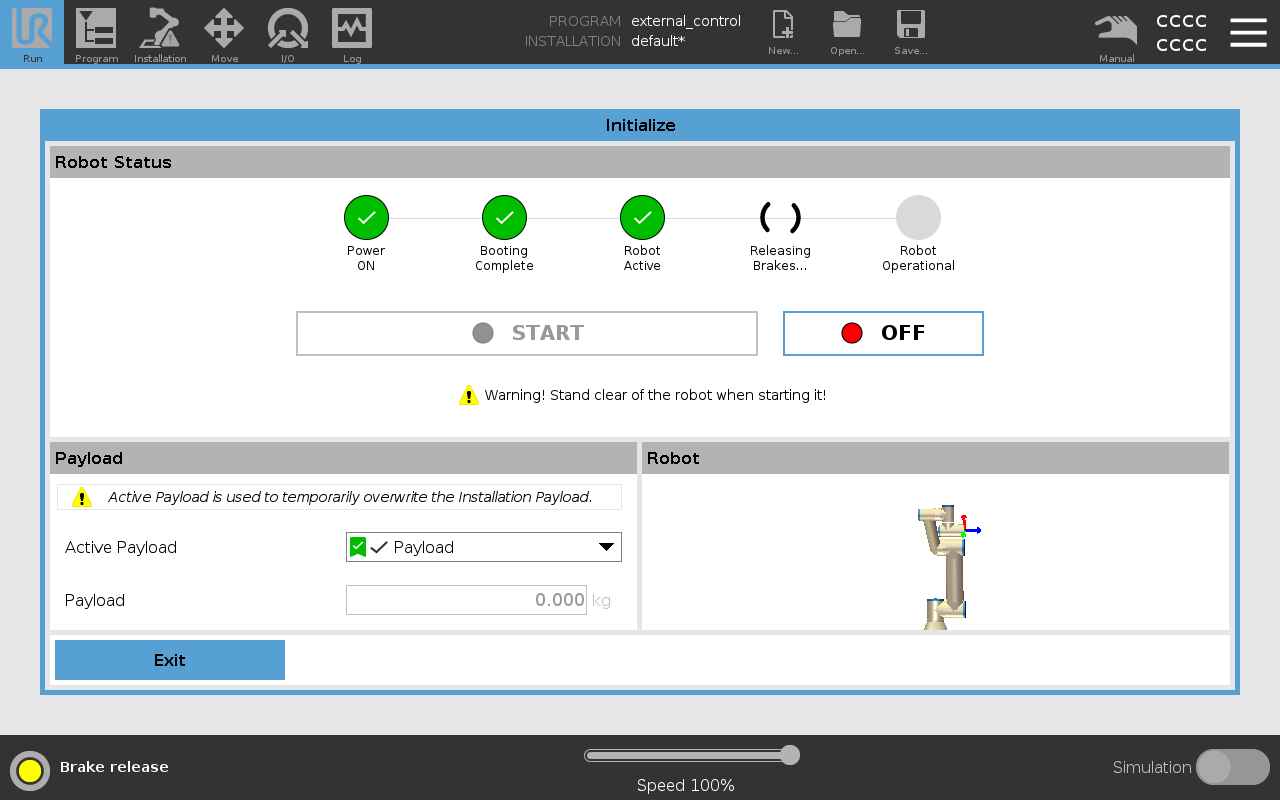 PROGRAM external_control
INSTALLATION default*
CCCC
CCCC
Run
Program
Installation
Move
I/O
Log
New...
Open...
Save...
Manual
Initialize
Robot Status
Power
ON
Booting
Complete
Robot
Active
Releasing
Brakes...
Robot
Operational
START
OFF
Warning! Stand clear of the robot when starting it!
Payload
Robot
Active Payload is used to temporarily overwrite the Installation Payload.
Active Payload
Payload
Payload
0.000 kg
Exit
Brake release
Speed 100%
Simulation